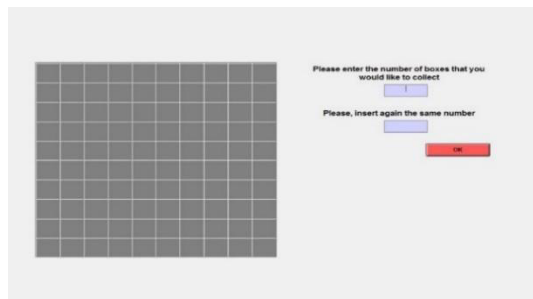 Please enter the number of boxes that you
would like to collect
Please, insert again the same number
OK